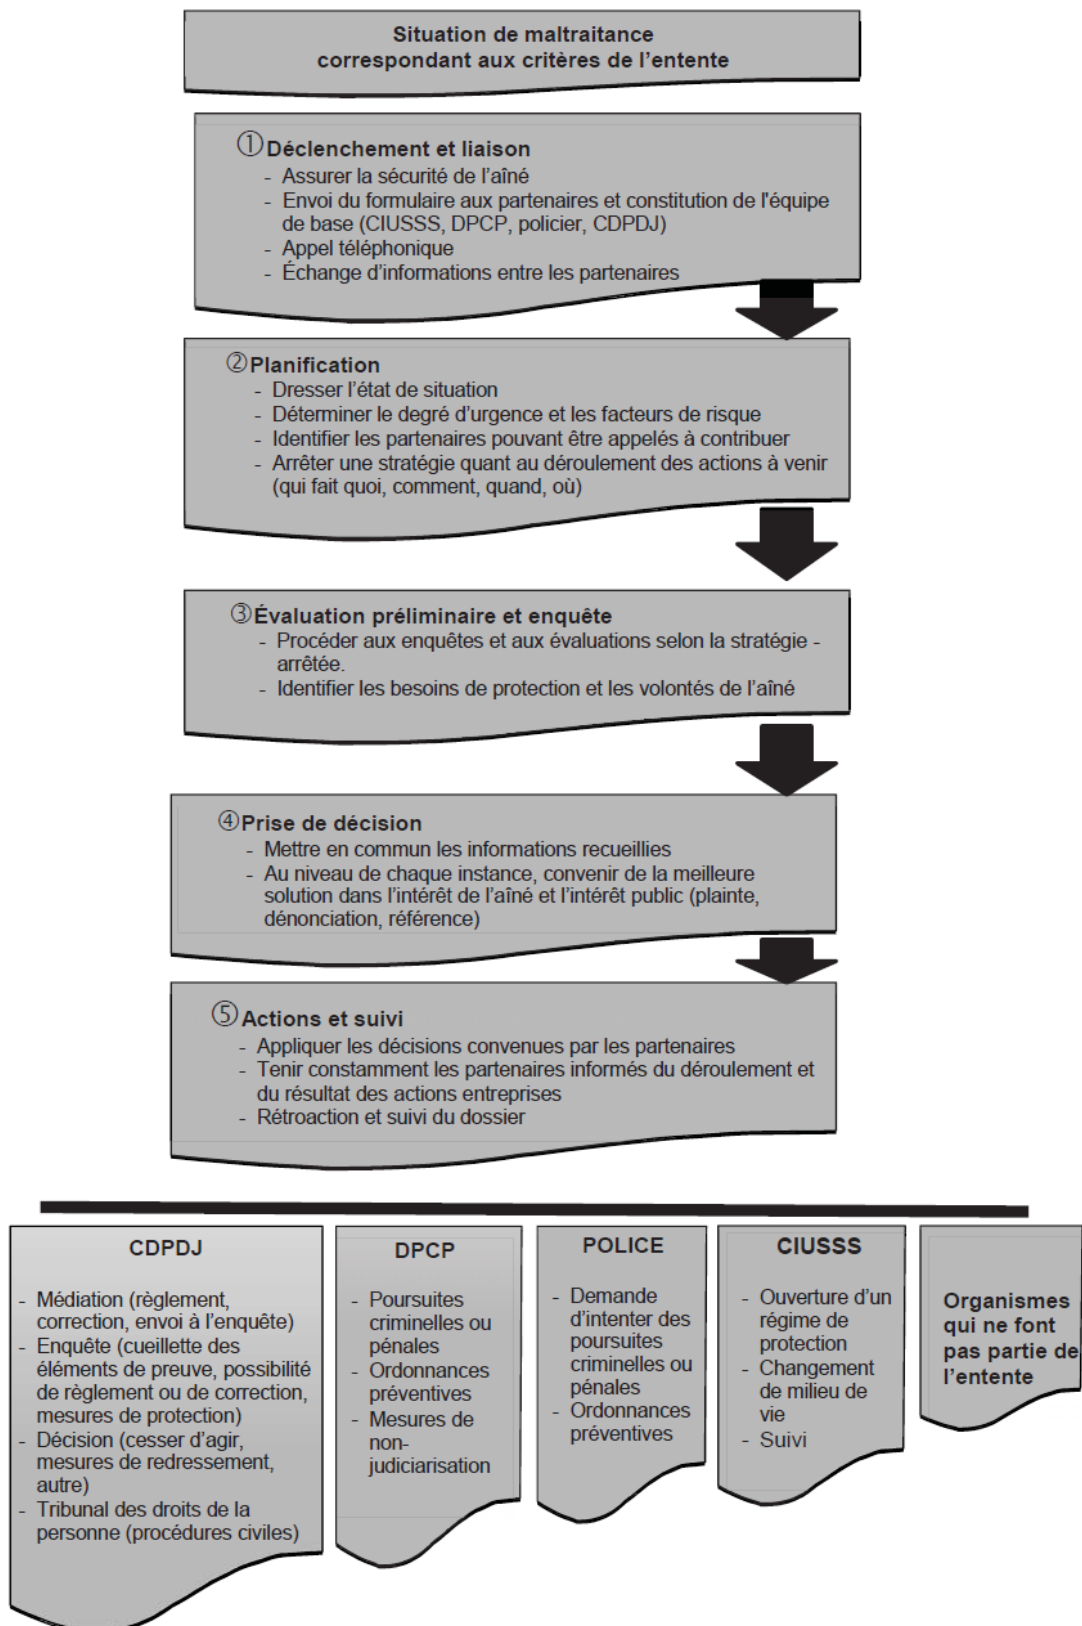 Situation de maltraitance
correspondant aux critères de l'entente
① Déclenchement et liaison
- Assurer la sécurité de l'aîné
- Envoi du formulaire aux partenaires et constitution de l'équipe
de base (CIUSSS, DPCP, policier, CDPDJ)
- Appel téléphonique
- Échange d'informations entre les partenaires
② Planification
- Dresser l'état de situation
- Déterminer le degré d'urgence et les facteurs de risque
- Identifier les partenaires pouvant être appelés à contribuer
- Arrêter une stratégie quant au déroulement des actions à venir
(qui fait quoi, comment, quand, où)
③ Évaluation préliminaire et enquête
- Procéder aux enquêtes et aux évaluations selon la stratégie -
arrêtée.
- Identifier les besoins de protection et les volontés de l'aîné
④ Prise de décision
- Mettre en commun les informations recueillies
- Au niveau de chaque instance, convenir de la meilleure
solution dans l'intérêt de l'aîné et l'intérêt public (plainte,
dénonciation, référence)
⑤ Actions et suivi
- Appliquer les décisions convenues par les partenaires
- Tenir constamment les partenaires informés du déroulement et
du résultat des actions entreprises
- Rétroaction et suivi du dossier
CDPDJ
- Médiation (règlement,
correction, envoi à l'enquête)
- Enquête (cueillette des
éléments de preuve, possibilité
de règlement ou de correction,
mesures de protection)
- Décision (cesser d'agir,
mesures de redressement,
autre)
- Tribunal des droits de la
personne (procédures civiles)
DPCP
- Poursuites
criminelles ou
pénales
- Ordonnances
préventives
- Mesures de
non-
judiciarisation
POLICE
- Demande
d'intenter des
poursuites
criminelles ou
pénales
- Ordonnances
préventives
CIUSSS
- Ouverture d'un
régime de
protection
- Changement
de milieu de
vie
- Suivi
Organismes
qui ne font
pas partie de
l'entente